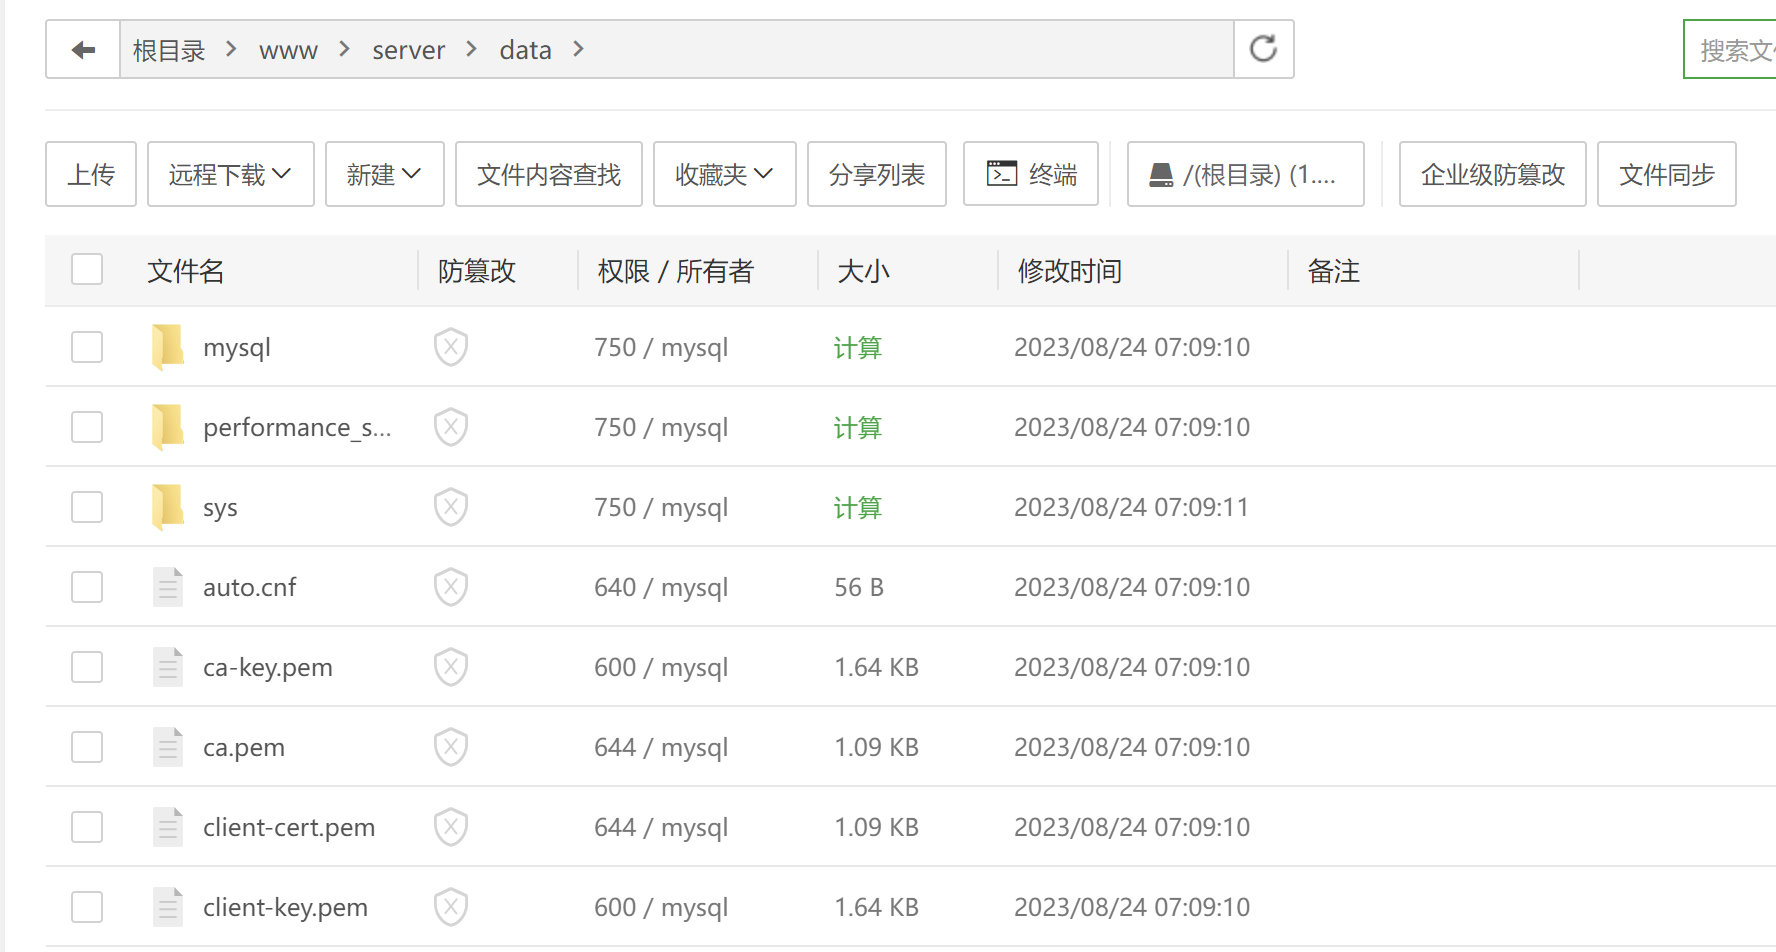 根目录 > www > server > data >
搜索文
上传 远程下载 新建 文件内容查找 收藏夹 分享列表 终端 /(根目录) (1.... 企业级防篡改 文件同步
文件名 防篡改 权限 / 所有者 大小 修改时间 备注
mysql 750 / mysql 计算 2023/08/24 07:09:10
performance_s... 750 / mysql 计算 2023/08/24 07:09:10
sys 750 / mysql 计算 2023/08/24 07:09:11
auto.cnf 640 / mysql 56 B 2023/08/24 07:09:10
ca-key.pem 600 / mysql 1.64 KB 2023/08/24 07:09:10
ca.pem 644 / mysql 1.09 KB 2023/08/24 07:09:10
client-cert.pem 644 / mysql 1.09 KB 2023/08/24 07:09:10
client-key.pem 600 / mysql 1.64 KB 2023/08/24 07:09:10